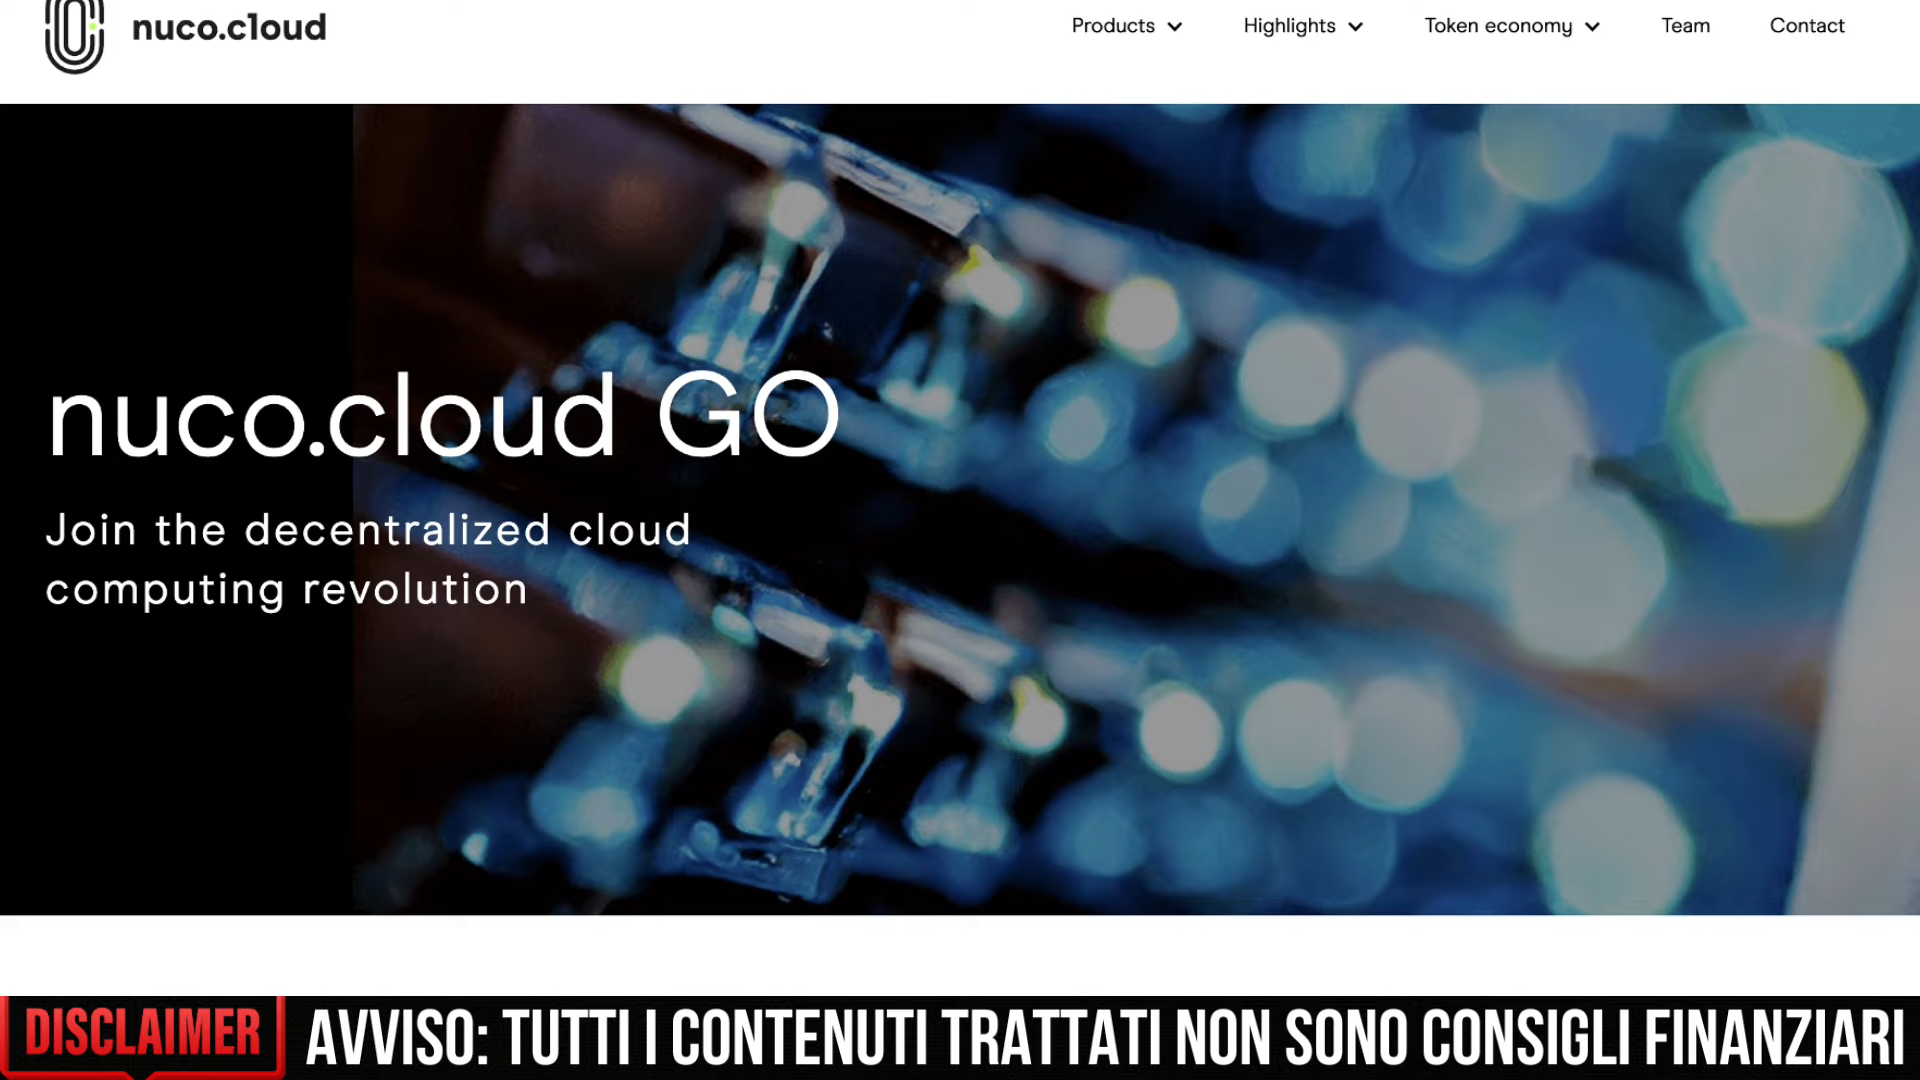 nuco.cloud
Products
Highlights
Token economy
Team
Contact
nuco.cloud GO
Join the decentralized cloud
computing revolution
DISCLAIMER
AVVISO: TUTTI I CONTENUTI TRATTATI NON SONO CONSIGLI FINANZIARI